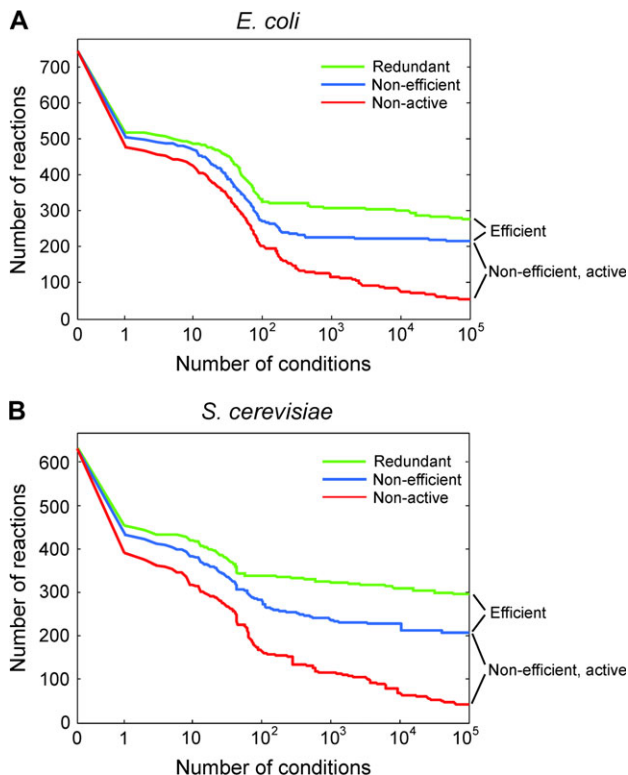 A
E. coli
Number of reactions
700
600
500
400
300
200
100
0
Redundant
Non-efficient
Non-active
Efficient
Non-efficient, active
0 1 10 10² 10³ 10⁴ 10⁵
Number of conditions
B
S. cerevisiae
Number of reactions
600
500
400
300
200
100
0
Redundant
Non-efficient
Non-active
Efficient
Non-efficient, active
0 1 10 10² 10³ 10⁴ 10⁵
Number of conditions